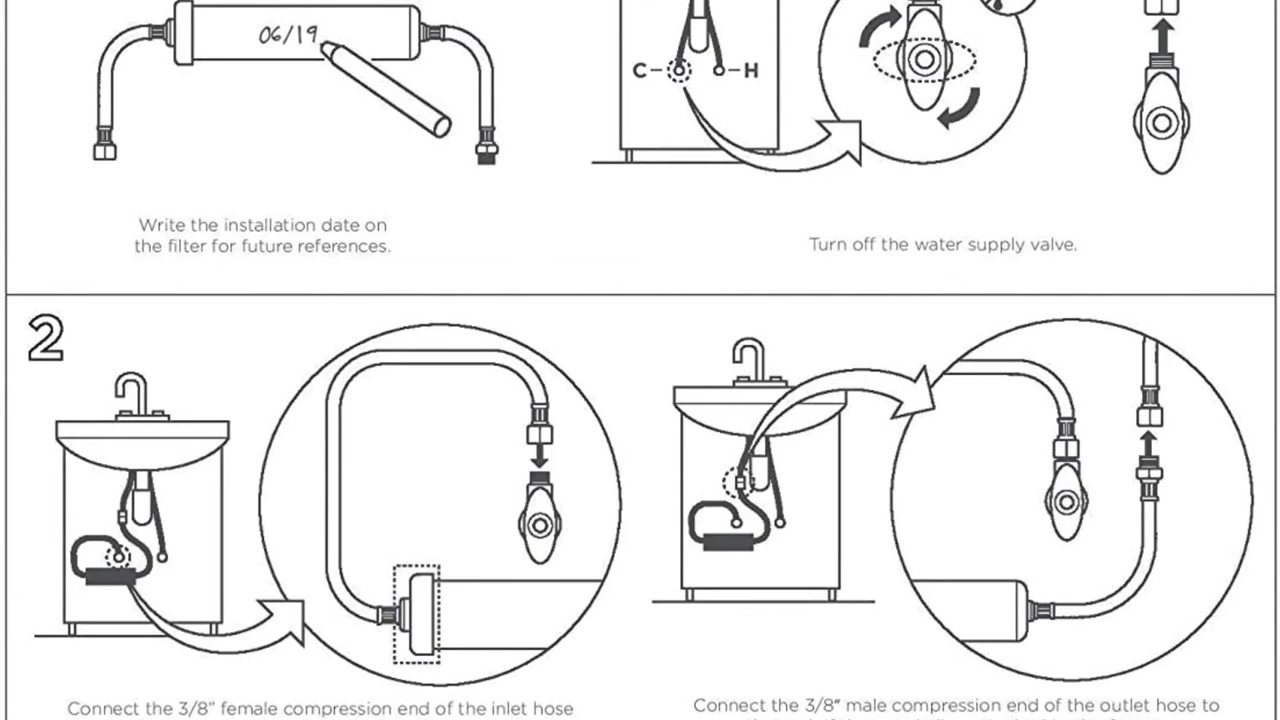 06/19
C
H
Write the installation date on
the filter for future references.
Turn off the water supply valve.
2
Connect the 3/8” female compression end of the inlet hose
Connect the 3/8" male compression end of the outlet hose to